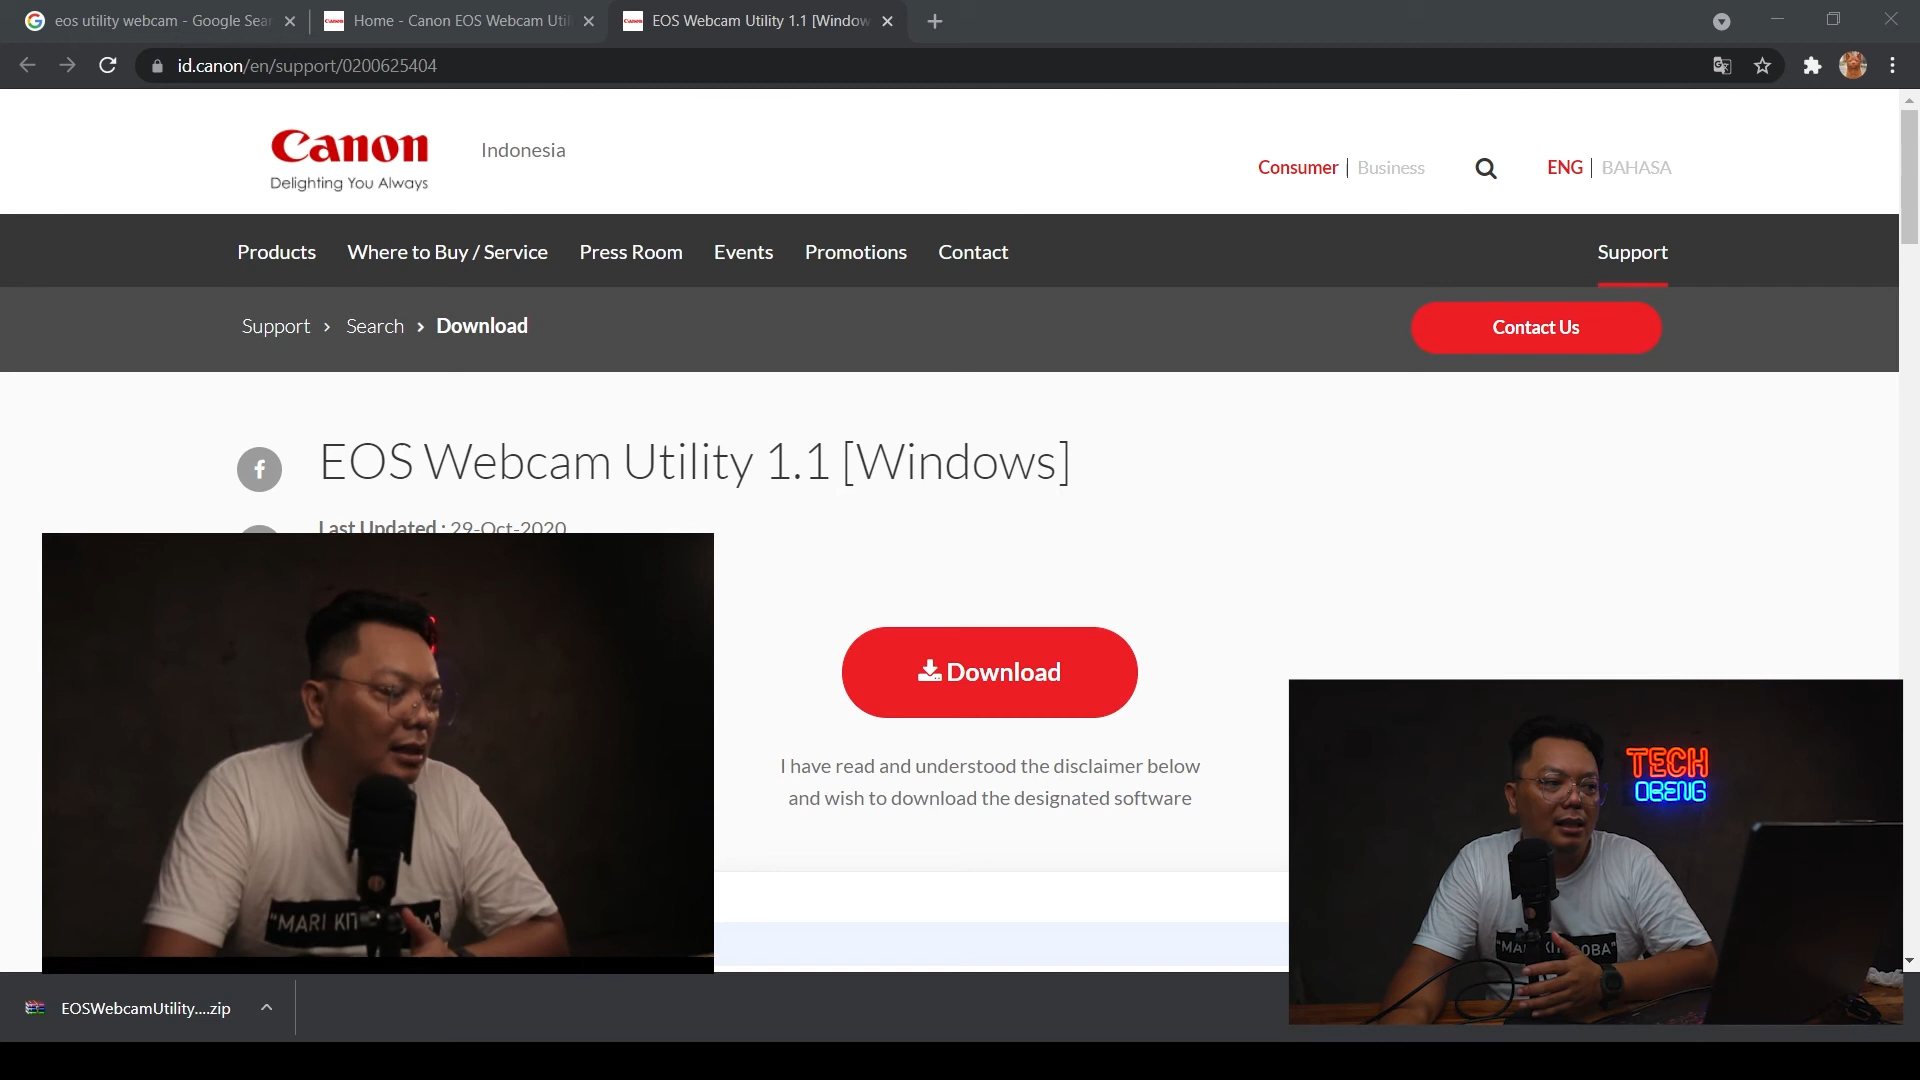 eos utility webcam - Google Sea
Home - Canon EOS Webcam Util
EOS Webcam Utility 1.1 [Window
id.canon/en/support/0200625404
Canon
Delighting You Always
Indonesia
Consumer | Business
ENG | BAHASA
Products
Where to Buy / Service
Press Room
Events
Promotions
Contact
Support
Support › Search › Download
Contact Us
EOS Webcam Utility 1.1 [Windows]
Last Updated : 29-Oct-2020
Download
I have read and understood the disclaimer below
and wish to download the designated software
TECH
OBENG
"MARI KIT
EOSWebcamUtility....zip